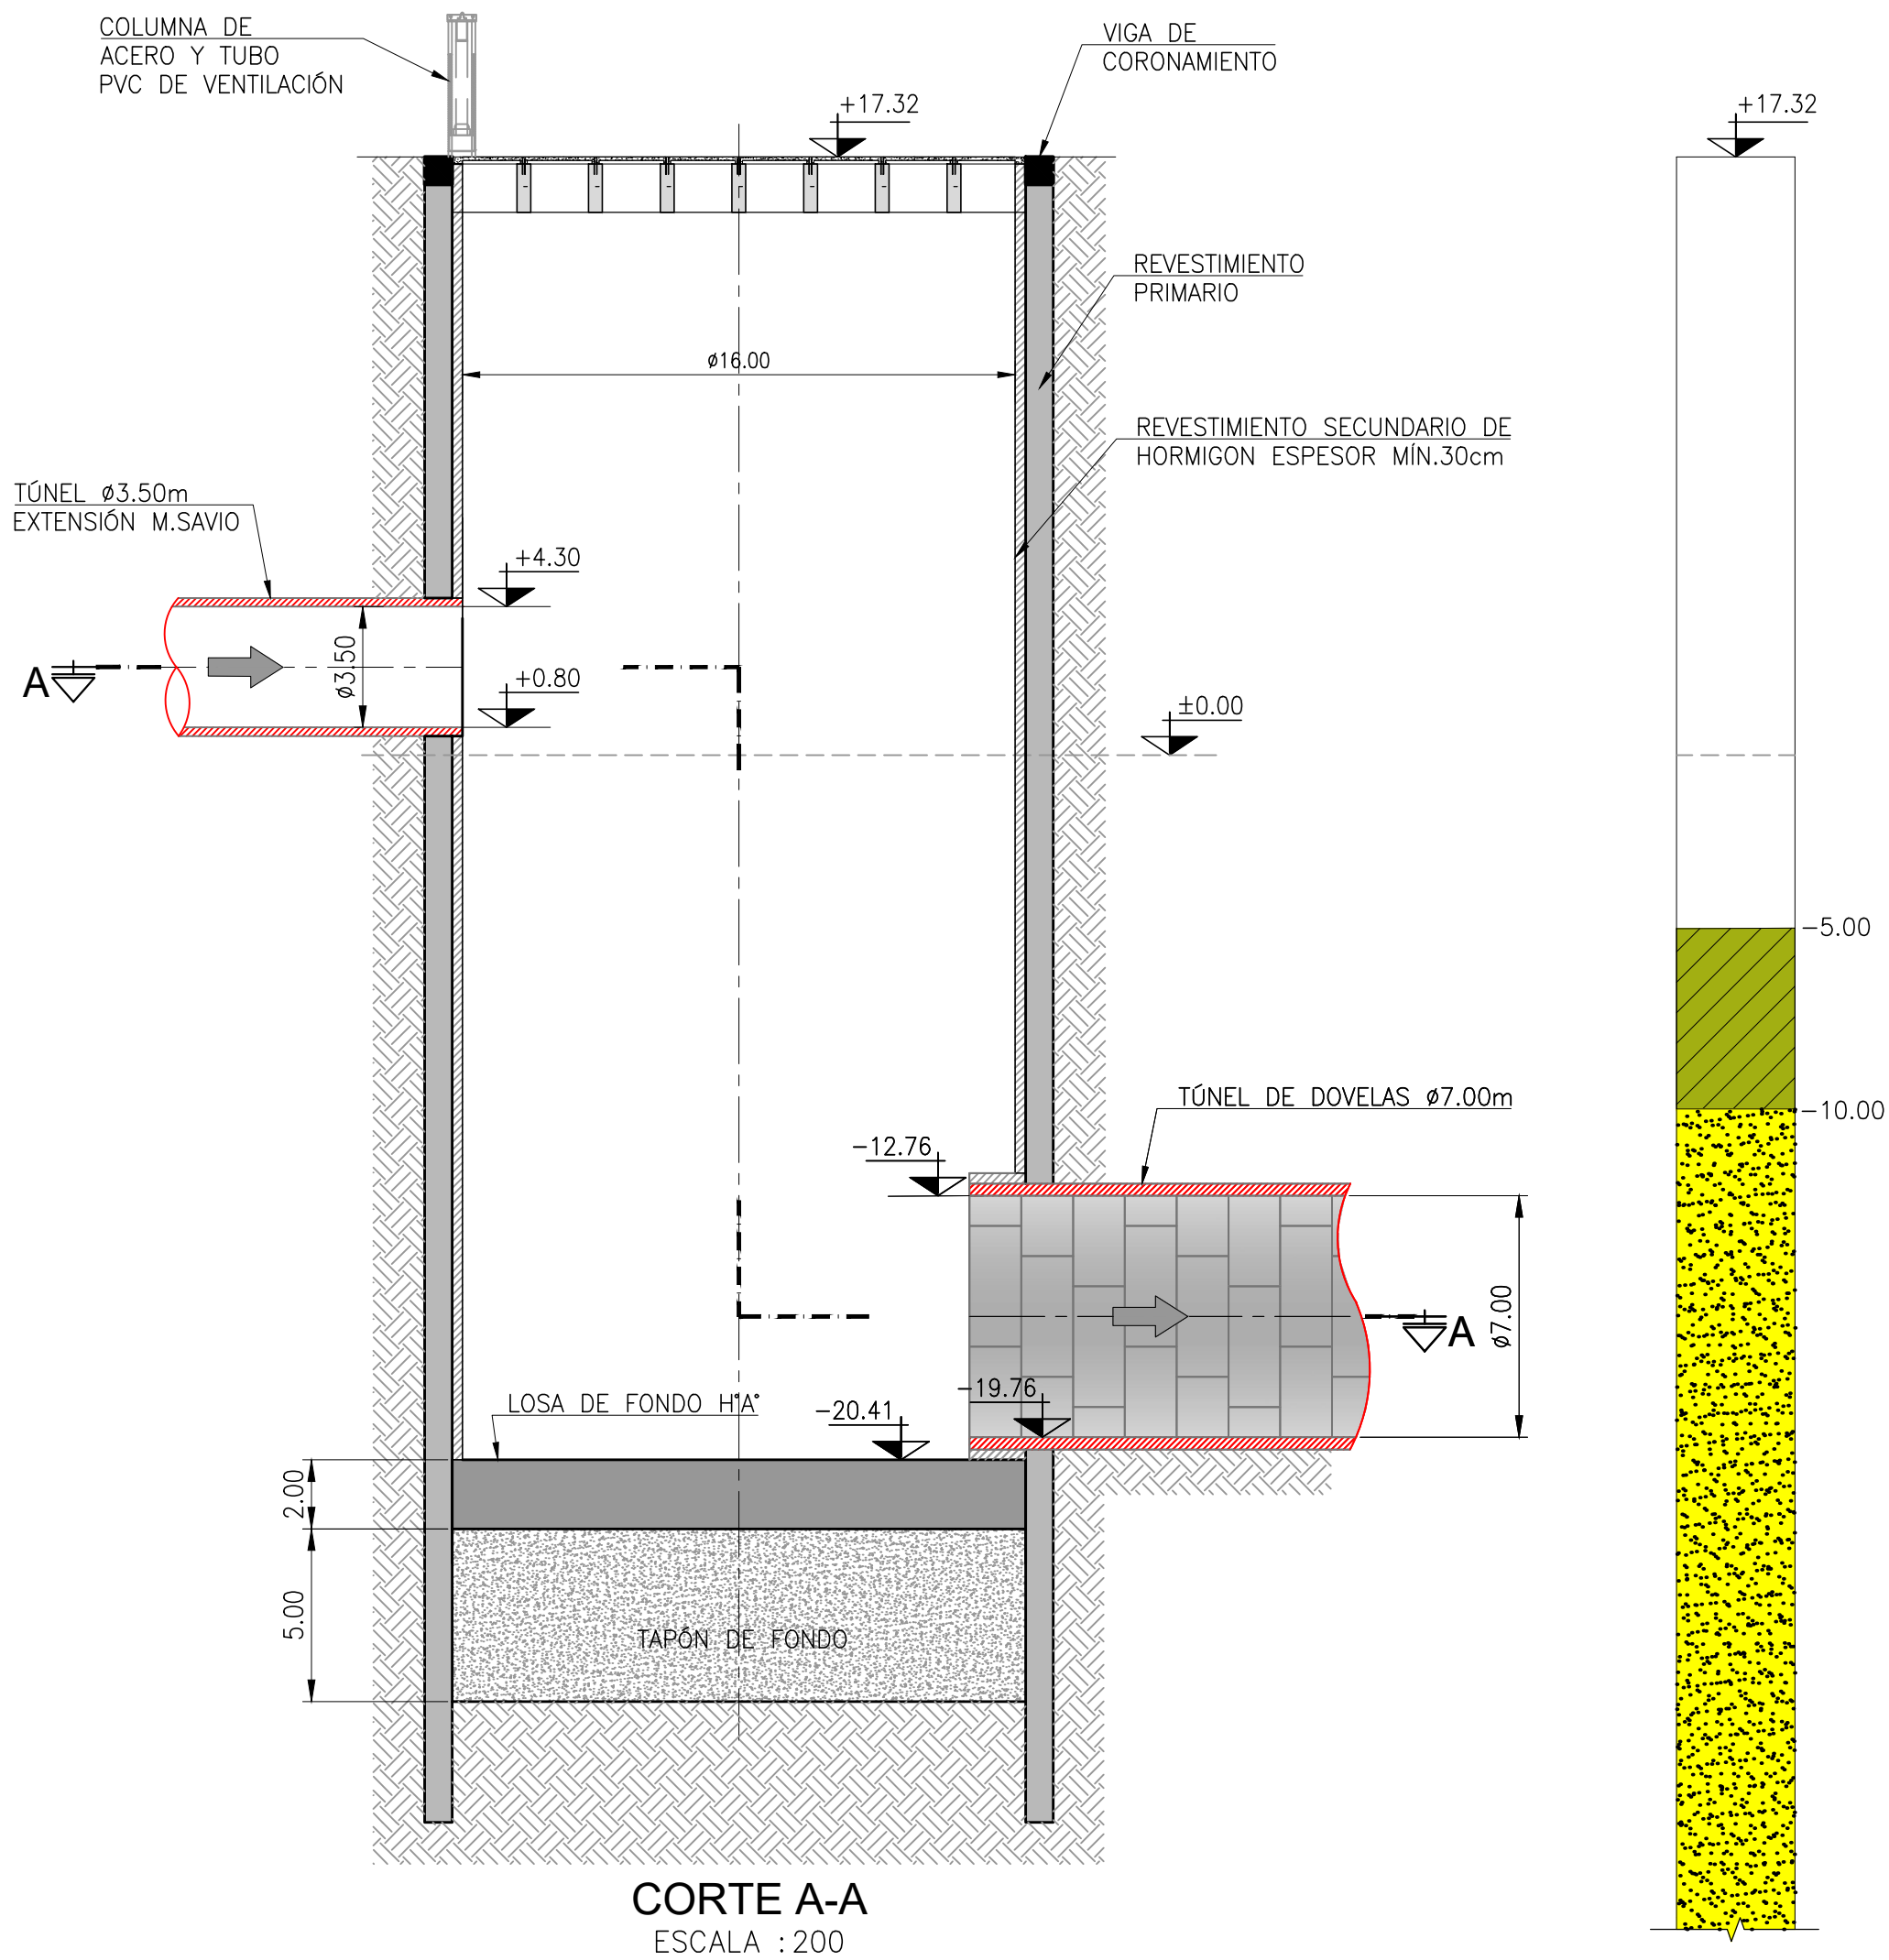 COLUMNA DE
ACERO Y TUBO
PVC DE VENTILACIÓN
VIGA DE
CORONAMIENTO
+17.32
+17.32
REVESTIMIENTO
PRIMARIO
ø16.00
REVESTIMIENTO SECUNDARIO DE
HORMIGON ESPESOR MÍN.30cm
TÚNEL ø3.50m
EXTENSIÓN M.SAVIO
+4.30
ø3.50
A
+0.80
±0.00
-5.00
TÚNEL DE DOVELAS ø7.00m
-10.00
-12.76
ø7.00
A
-19.76
LOSA DE FONDO H°A°
-20.41
2.00
5.00
TAPÓN DE FONDO
CORTE A-A
ESCALA :200